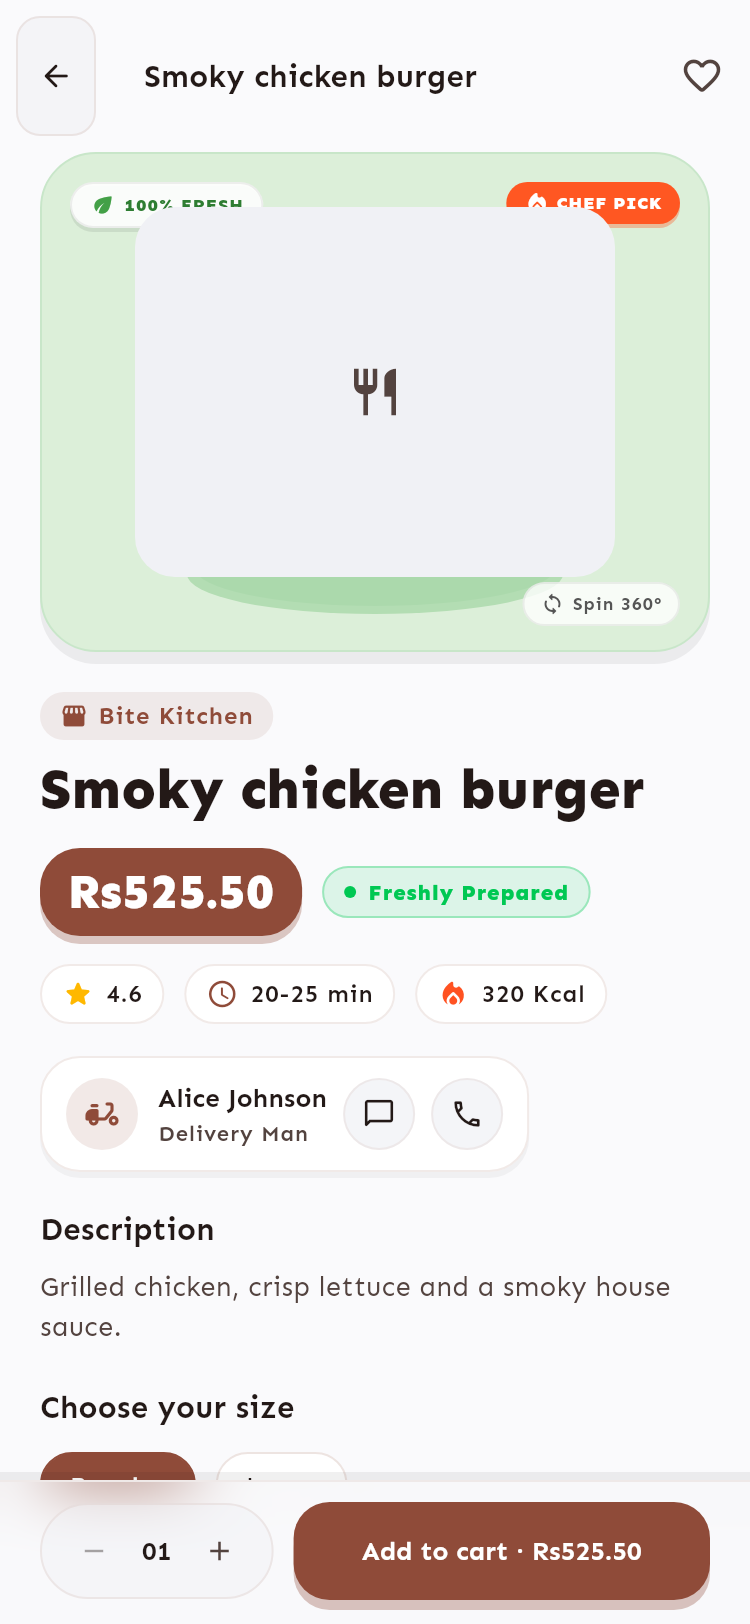 Smoky chicken burger
100% FRESH
CHEF PICK
Spin 360°
Bite Kitchen
Smoky chicken burger
Rs525.50
Freshly Prepared
4.6
20-25 min
320 Kcal
Alice Johnson
Delivery Man
Description
Grilled chicken, crisp lettuce and a smoky house
sauce.
Choose your size
01
Add to cart · Rs525.50